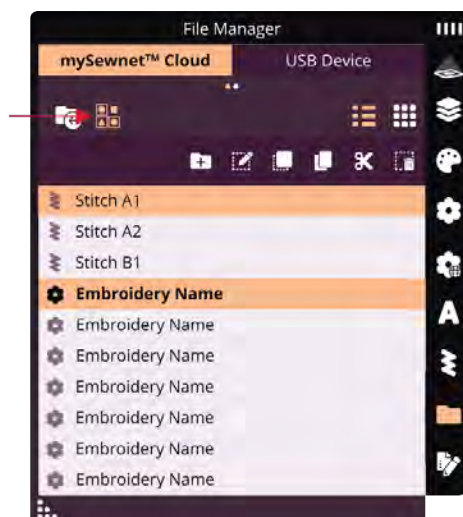 File Manager
mySewnet™ Cloud
USB Device
Stitch A1
Stitch A2
Stitch B1
Embroidery Name
Embroidery Name
Embroidery Name
Embroidery Name
Embroidery Name
Embroidery Name
Embroidery Name
A